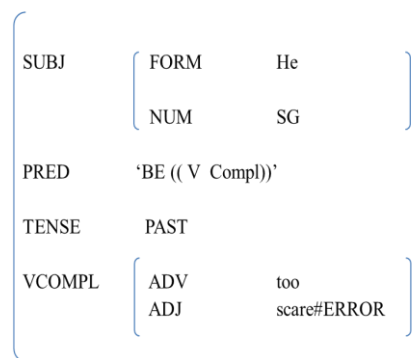 SUBJ FORM He
NUM SG
PRED ‘BE (( V Compl))’
TENSE PAST
VCOMPL ADV too
ADJ scare#ERROR